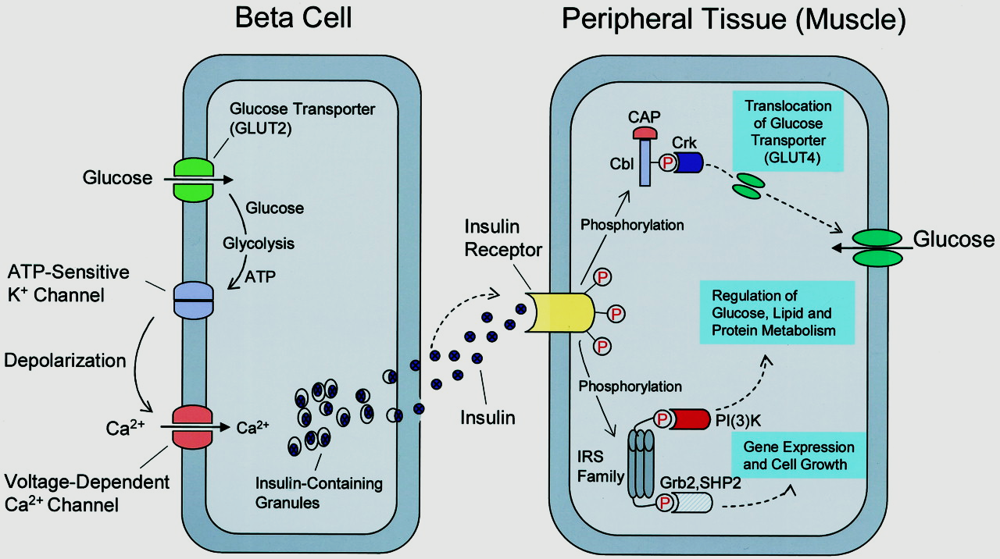 Beta Cell
Peripheral Tissue (Muscle)
Glucose Transporter
(GLUT2)
Glucose
Glucose
Glycolysis
ATP
ATP-Sensitive
K+ Channel
Depolarization
Ca2+
Ca2+
Voltage-Dependent
Ca2+ Channel
Insulin-Containing
Granules
Insulin
Insulin
Receptor
P
P
P
Phosphorylation
CAP
Cbl
P
Crk
Translocation
of Glucose
Transporter
(GLUT4)
Glucose
Regulation of
Glucose, Lipid and
Protein Metabolism
Phosphorylation
P
PI(3)K
IRS
Family
Grb2,SHP2
P
Gene Expression
and Cell Growth